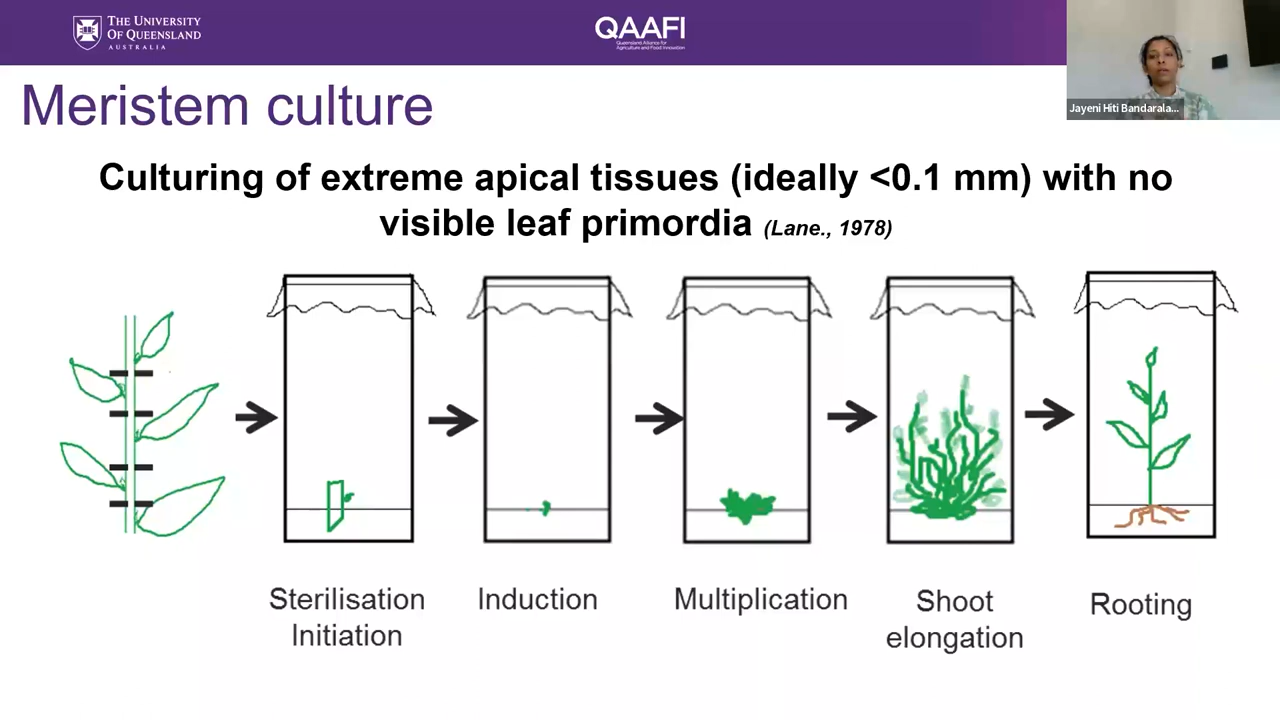 THE UNIVERSITY
OF QUEENSLAND
AUSTRALIA
QAAFI
Queensland Alliance for
Agriculture and Food Innovation
Jayeni Hiti Bandarala...
Meristem culture
Culturing of extreme apical tissues (ideally <0.1 mm) with no
visible leaf primordia (Lane., 1978)
Sterilisation
Initiation
Induction
Multiplication
Shoot
elongation
Rooting